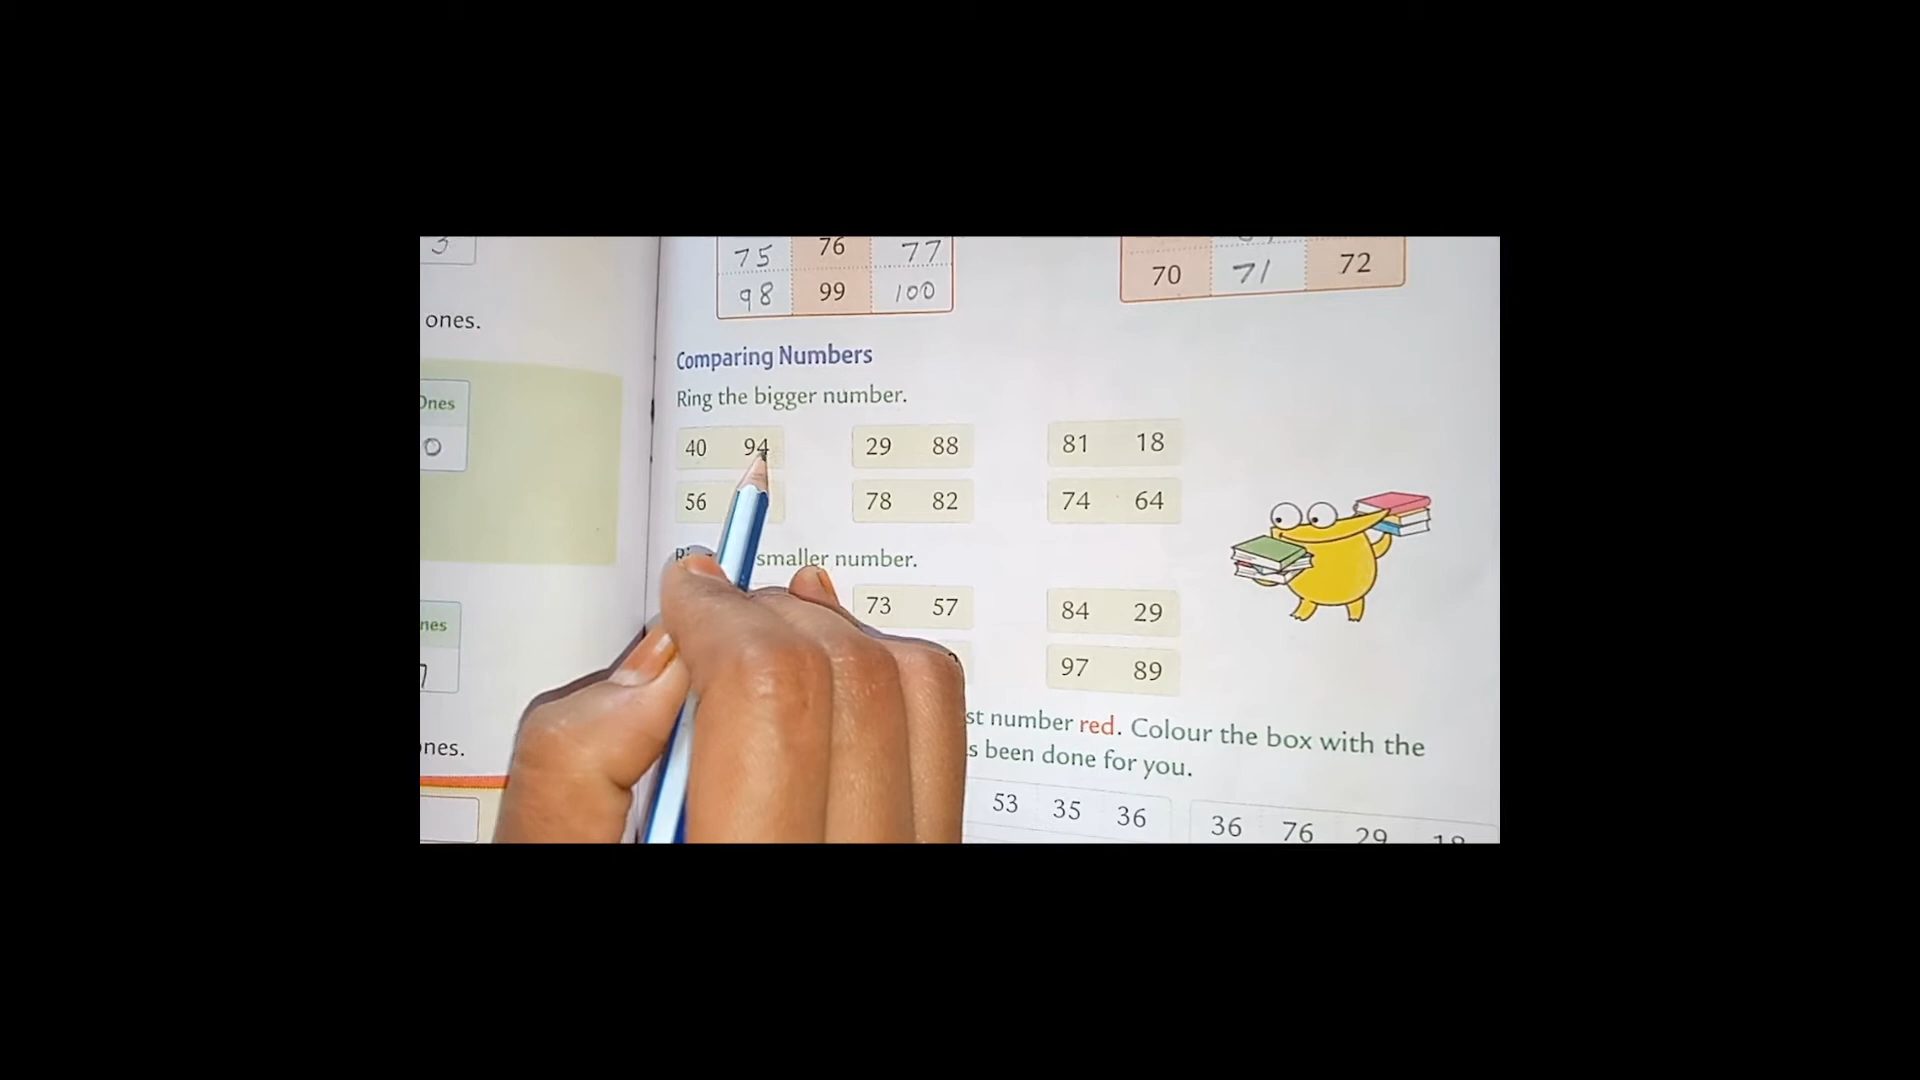 3
75 76 77
98 99 100
70 71 72
ones.
Ones
0
nes
7
ones.
Comparing Numbers
Ring the bigger number.
40 94 29 88 81 18
56 78 82 74 64
smaller number.
73 57 84 29
97 89
st number red. Colour the box with the
s been done for you.
53 35 36 36 76 29 18